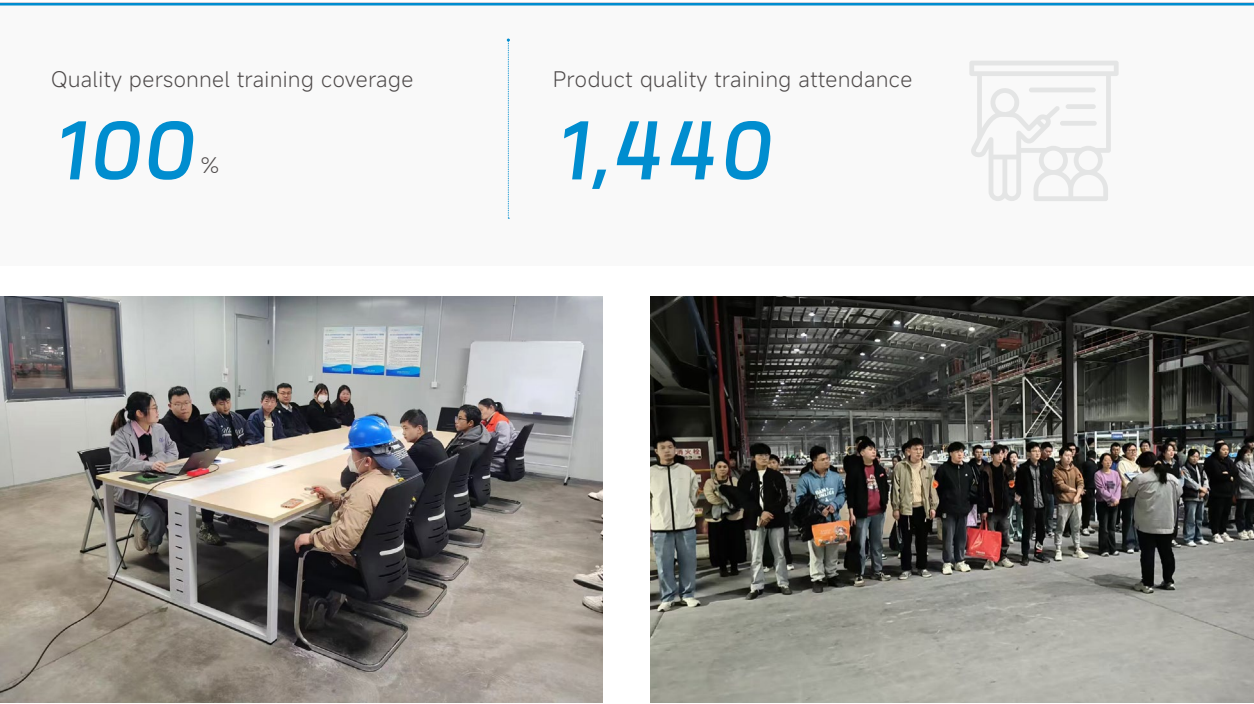 Quality personnel training coverage
100 %
Product quality training attendance
1,440